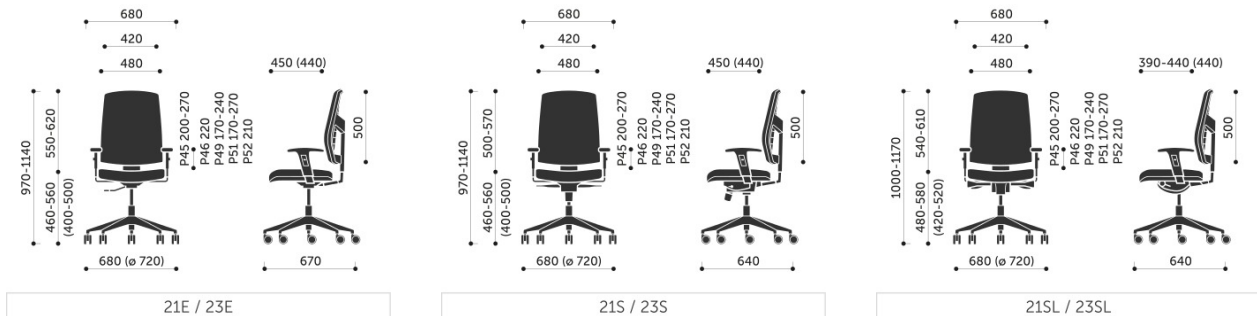 680
420
480
450 (440)
970-1140
550-620
460-560
(400-500)
P45 200-270
P46 220
P49 170-240
P51 170-270
P52 210
500
680 (ø 720)
670
21E / 23E
680
420
480
450 (440)
970-1140
500-570
460-560
(400-500)
P45 200-270
P46 220
P49 170-240
P51 170-270
P52 210
500
680 (ø 720)
640
21S / 23S
680
420
480
390-440 (440)
1000-1170
540-610
480-580
(420-520)
P45 200-270
P46 220
P49 170-240
P51 170-270
P52 210
500
680 (ø 720)
640
21SL / 23SL